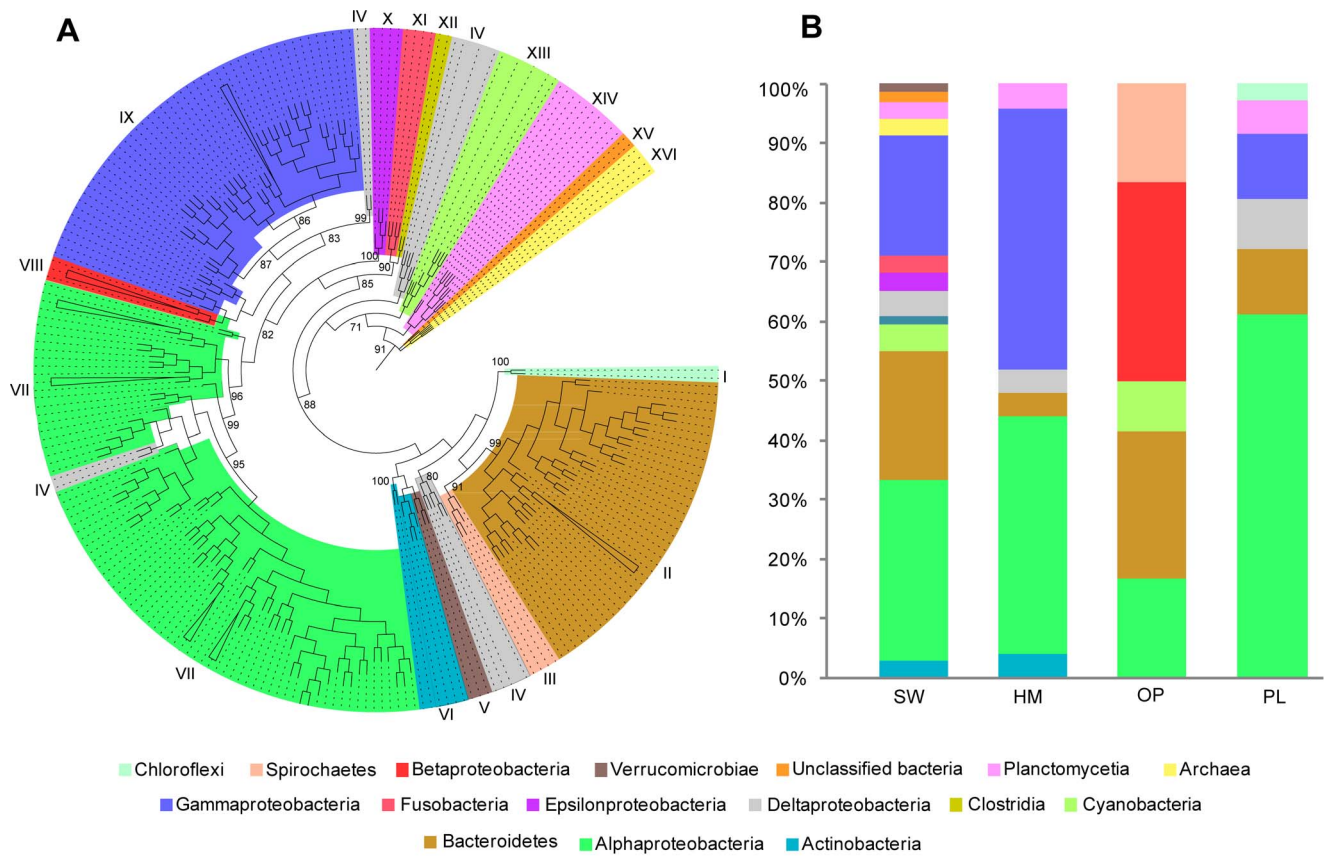 A
B
IV
X
XI
XII
IV
XIII
XIV
XV
XVI
IX
VIII
VII
IV
VII
VI
V
IV
III
II
I
99
100
90
85
86
83
87
82
71
91
88
96
99
95
100
100
80
91
99
100%
90%
80%
70%
60%
50%
40%
30%
20%
10%
0%
SW HM OP PL
Chloroflexi Spirochaetes Betaproteobacteria Verrucomicrobiae Unclassified bacteria Planctomycetia Archaea
Gammaproteobacteria Fusobacteria Epsilonproteobacteria Deltaproteobacteria Clostridia Cyanobacteria
Bacteroidetes Alphaproteobacteria Actinobacteria